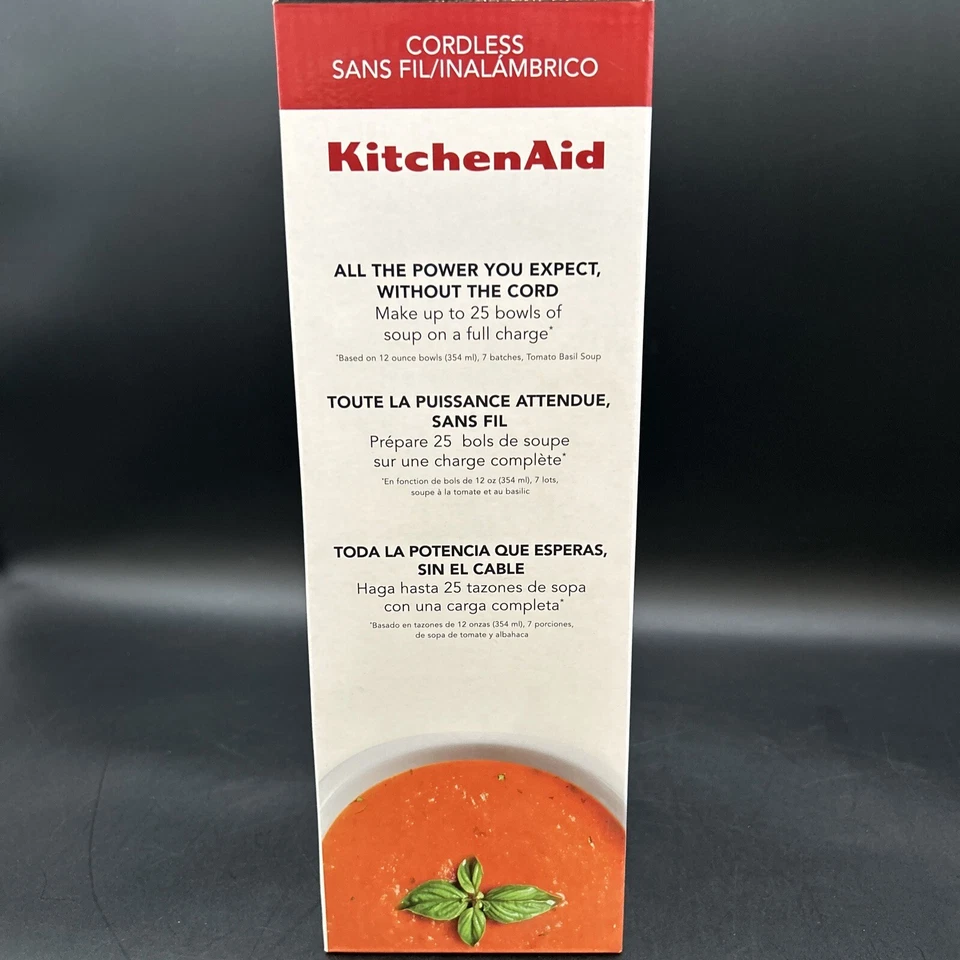 CORDLESS
SANS FIL/INALÁMBRICO
KitchenAid
ALL THE POWER YOU EXPECT,
WITHOUT THE CORD
Make up to 25 bowls of
soup on a full charge*
*Based on 12 ounce bowls (354 ml), 7 batches, Tomato Basil Soup
TOUTE LA PUISSANCE ATTENDUE,
SANS FIL
Prépare 25 bols de soupe
sur une charge complète*
*En fonction de bols de 12 oz (354 ml), 7 lots,
soupe à la tomate et au basilic
TODA LA POTENCIA QUE ESPERAS,
SIN EL CABLE
Haga hasta 25 tazones de sopa
con una carga completa*
*Basado en tazones de 12 onzas (354 ml), 7 porciones,
de sopa de tomate y albahaca